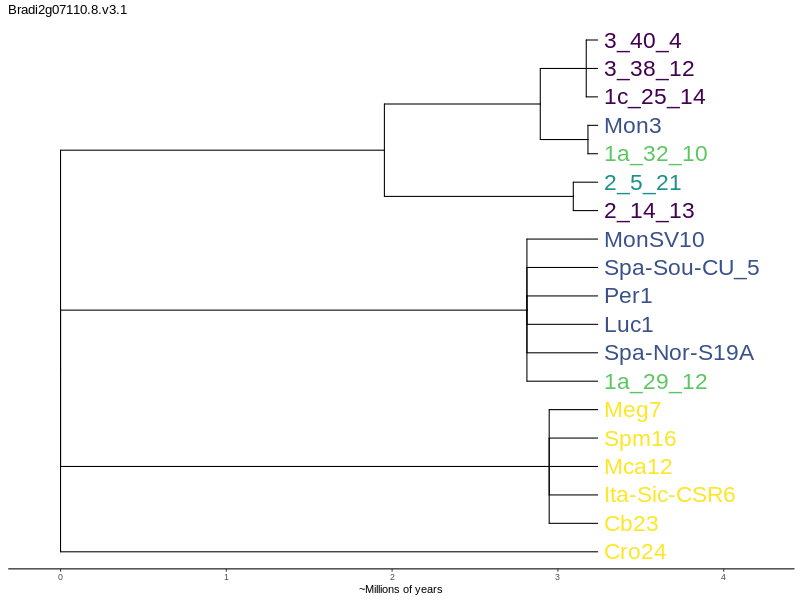 Bradi2g07110.8.v3.1
3_40_4
3_38_12
1c_25_14
Mon3
1a_32_10
2_5_21
2_14_13
MonSV10
Spa-Sou-CU_5
Per1
Luc1
Spa-Nor-S19A
1a_29_12
Meg7
Spm16
Mca12
Ita-Sic-CSR6
Cb23
Cro24
0 1 2 3 4
~Millions of years